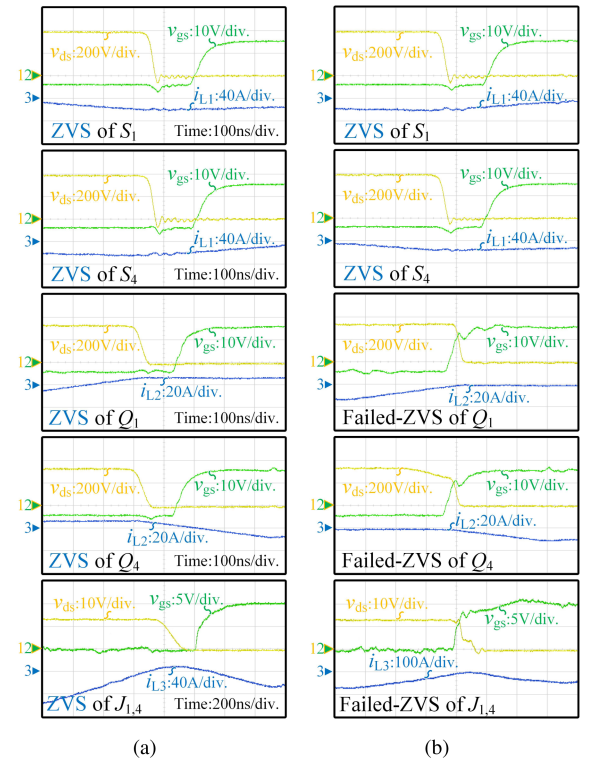 vgs:10V/div.
vds:200V/div.
12
3
iL1:40A/div.
ZVS of S1
Time:100ns/div.
vgs:10V/div.
vds:200V/div.
12
3
iL1:40A/div.
ZVS of S4
Time:100ns/div.
vds:200V/div.
vgs:10V/div.
12
3
iL2:20A/div.
ZVS of Q1
Time:100ns/div.
vds:200V/div.
vgs:10V/div.
12
3
iL2:20A/div.
ZVS of Q4
Time:100ns/div.
vds:10V/div.
vgs:5V/div.
12
3
iL3:40A/div.
ZVS of J1,4
Time:200ns/div.
(a)
vgs:10V/div.
vds:200V/div.
12
3
iL1:40A/div.
ZVS of S1
vgs:10V/div.
vds:200V/div.
12
3
iL1:40A/div.
ZVS of S4
vds:200V/div.
vgs:10V/div.
12
3
iL2:20A/div.
Failed-ZVS of Q1
vds:200V/div.
vgs:10V/div.
12
3
iL2:20A/div.
Failed-ZVS of Q4
vds:10V/div.
vgs:5V/div.
12
3
iL3:100A/div.
Failed-ZVS of J1,4
(b)